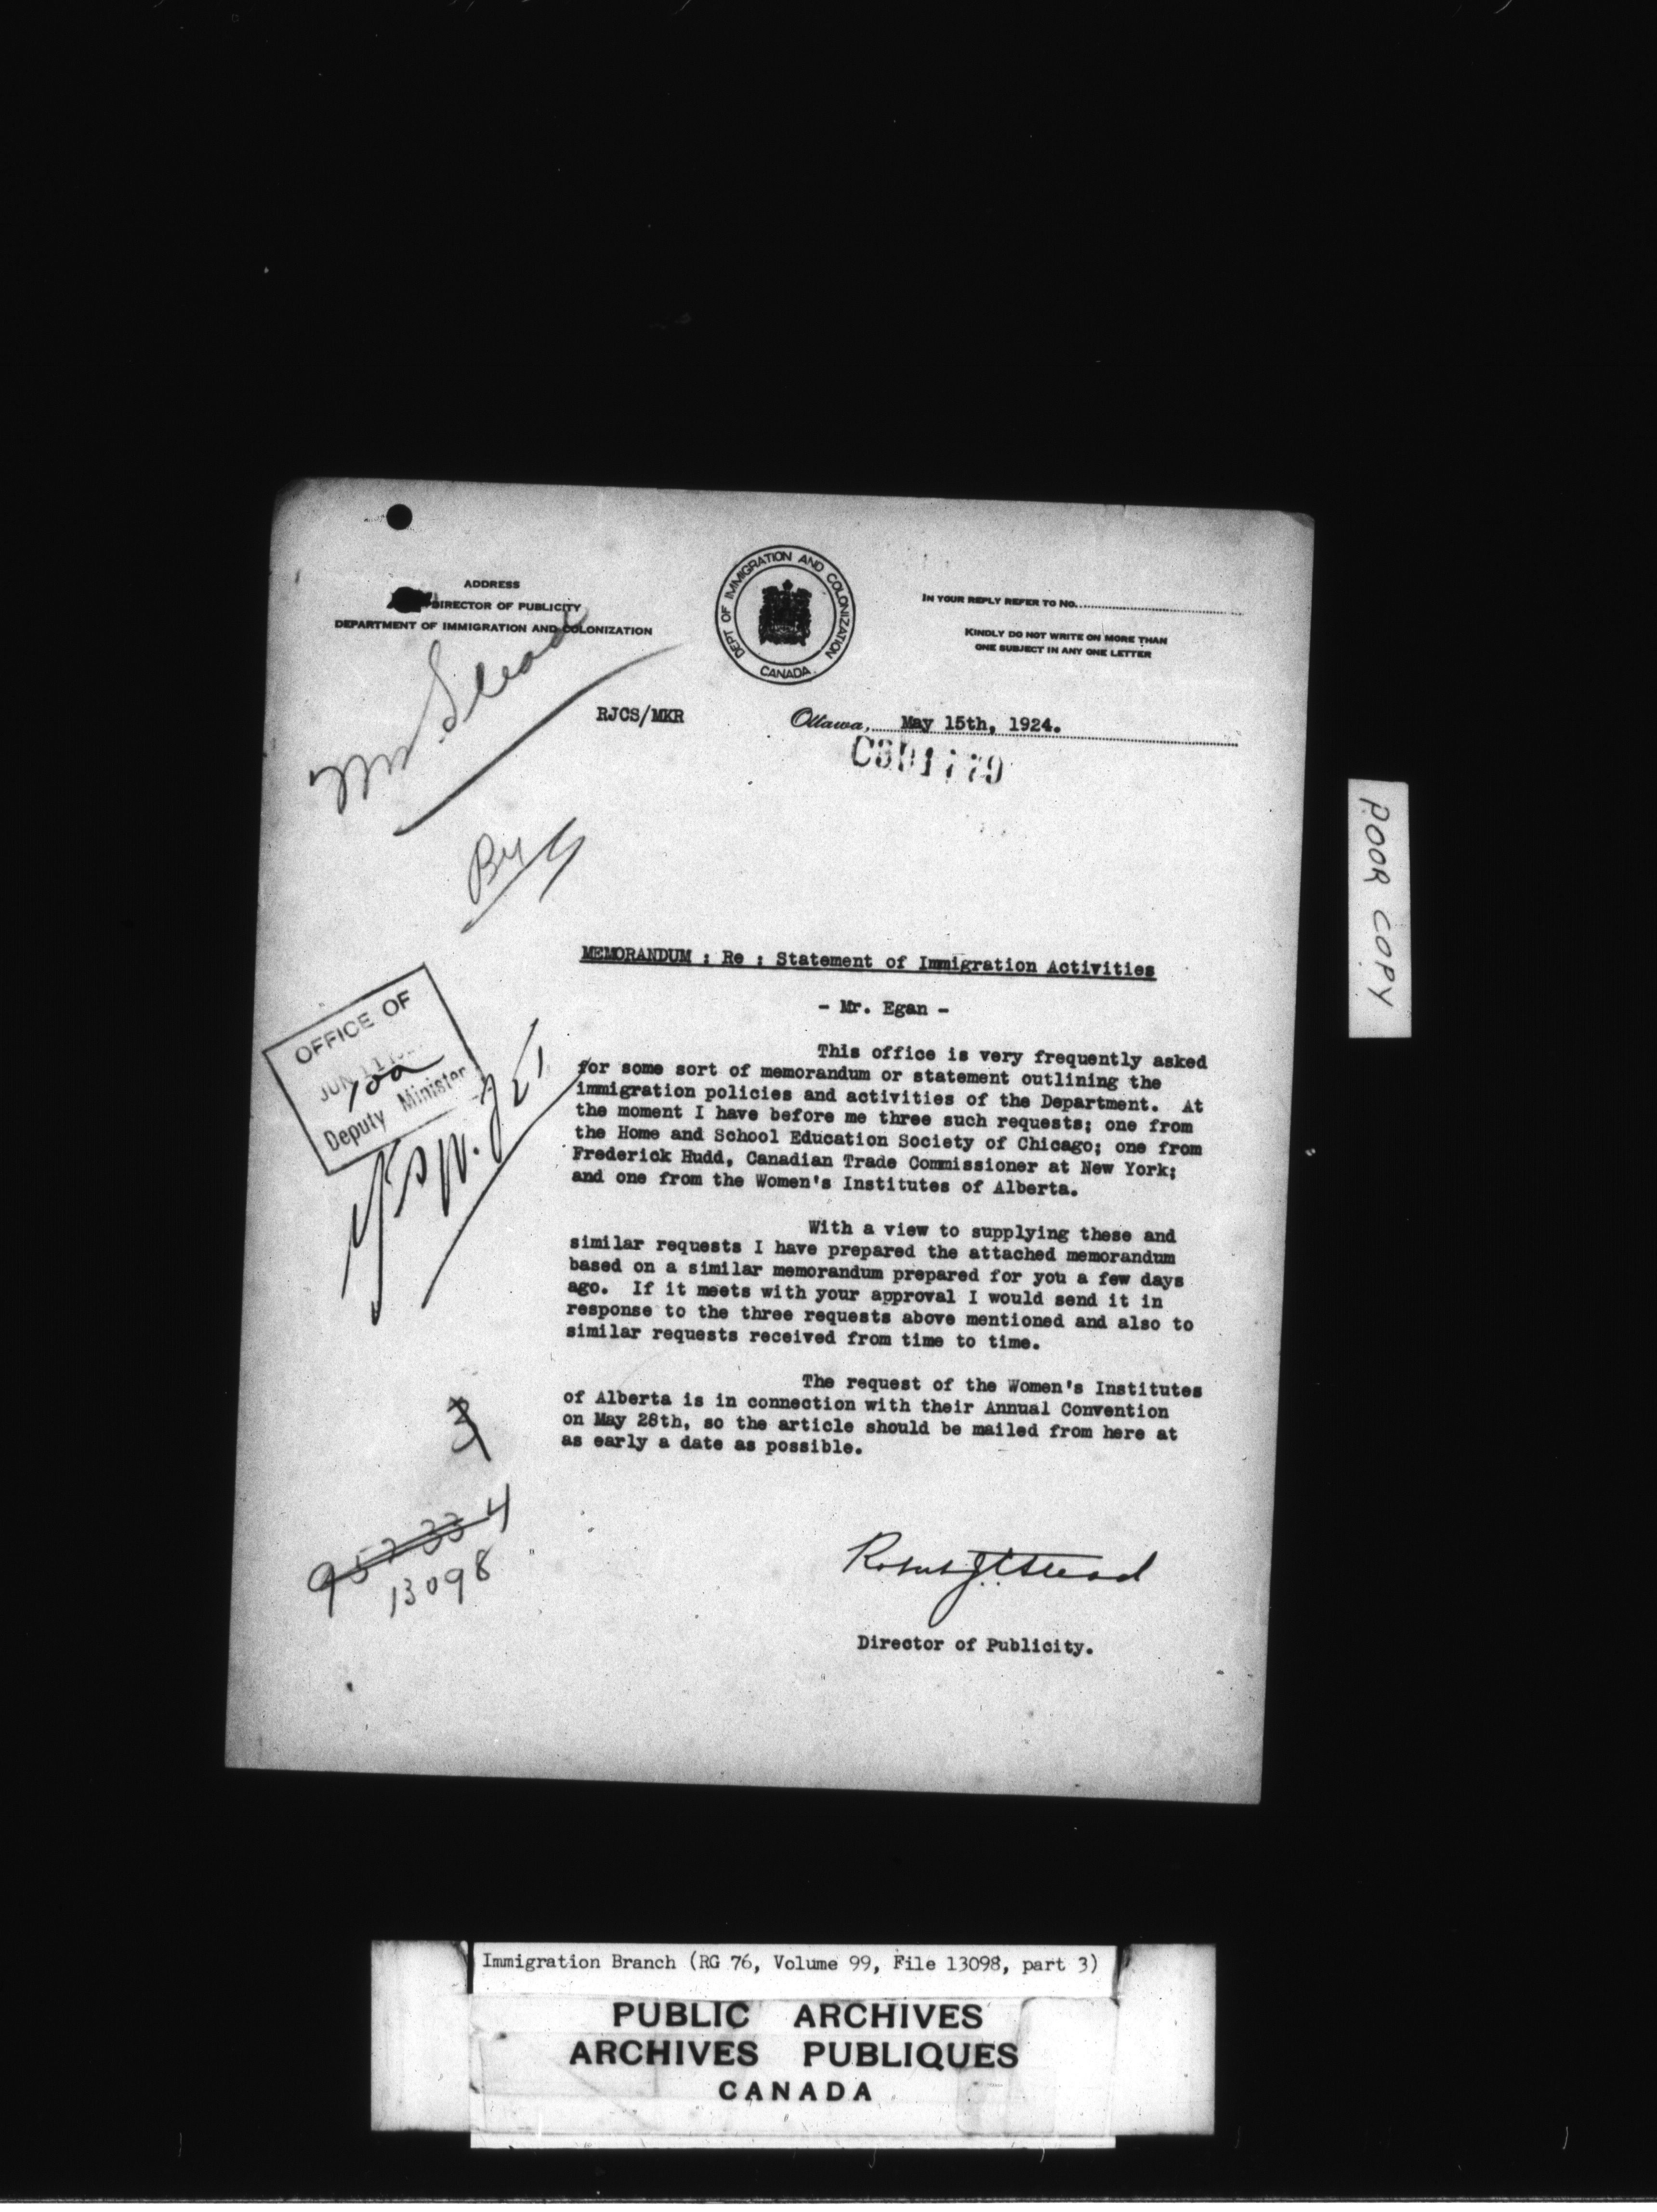 ADDRESS
DIRECTOR OF PUBLICITY
DEPARTMENT OF IMMIGRATION AND COLONIZATION
DEPT OF IMMIGRATION AND COLONIZATION
CANADA
IN YOUR REPLY REFER TO NO.
KINDLY DO NOT WRITE ON MORE THAN
ONE SUBJECT IN ANY ONE LETTER
Mr Stead
RJCS/MKR
Ottawa, May 15th, 1924.
POOR COPY
MEMORANDUM : Re : Statement of Immigration Activities
- Mr. Egan -
OFFICE OF
JUN 11
Deputy Minister
This office is very frequently asked
for some sort of memorandum or statement outlining the
immigration policies and activities of the Department. At
the moment I have before me three such requests; one from
the Home and School Education Society of Chicago; one from
Frederick Hudd, Canadian Trade Commissioner at New York;
and one from the Women's Institutes of Alberta.
With a view to supplying these and
similar requests I have prepared the attached memorandum
based on a similar memorandum prepared for you a few days
ago. If it meets with your approval I would send it in
response to the three requests above mentioned and also to
similar requests received from time to time.
The request of the Women's Institutes
of Alberta is in connection with their Annual Convention
on May 28th, so the article should be mailed from here at
as early a date as possible.
3
957334
13098
Robert J. C. Stead
Director of Publicity.
Immigration Branch (RG 76, Volume 99, File 13098, part 3)
PUBLIC ARCHIVES
ARCHIVES PUBLIQUES
CANADA